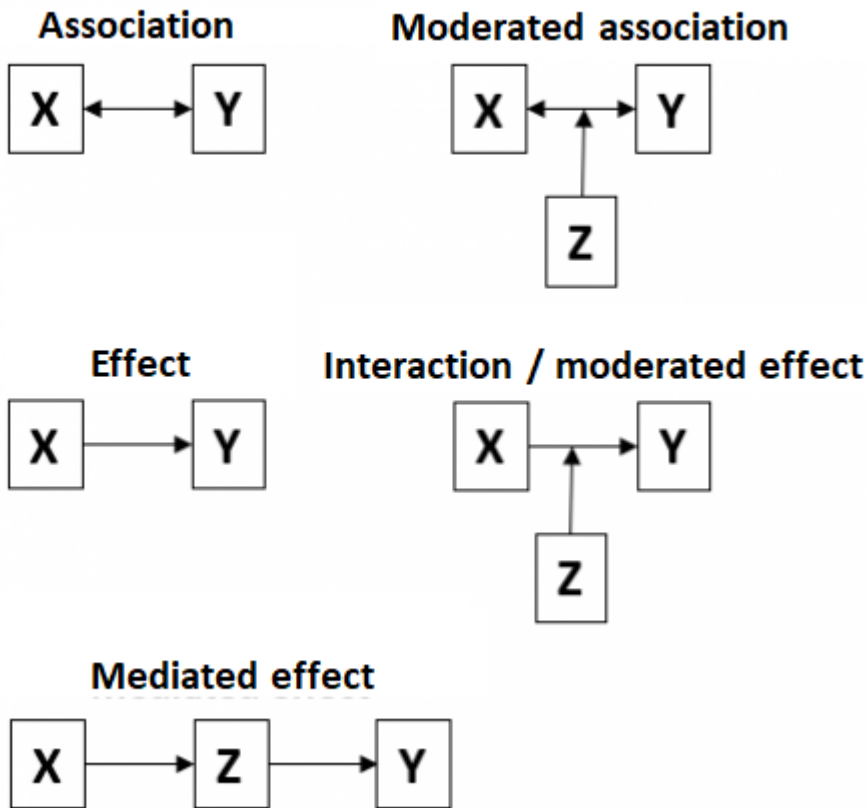 Association
Moderated association
X
Y
X
Y
Z
Effect
Interaction / moderated effect
X
Y
X
Y
Z
Mediated effect
X
Z
Y